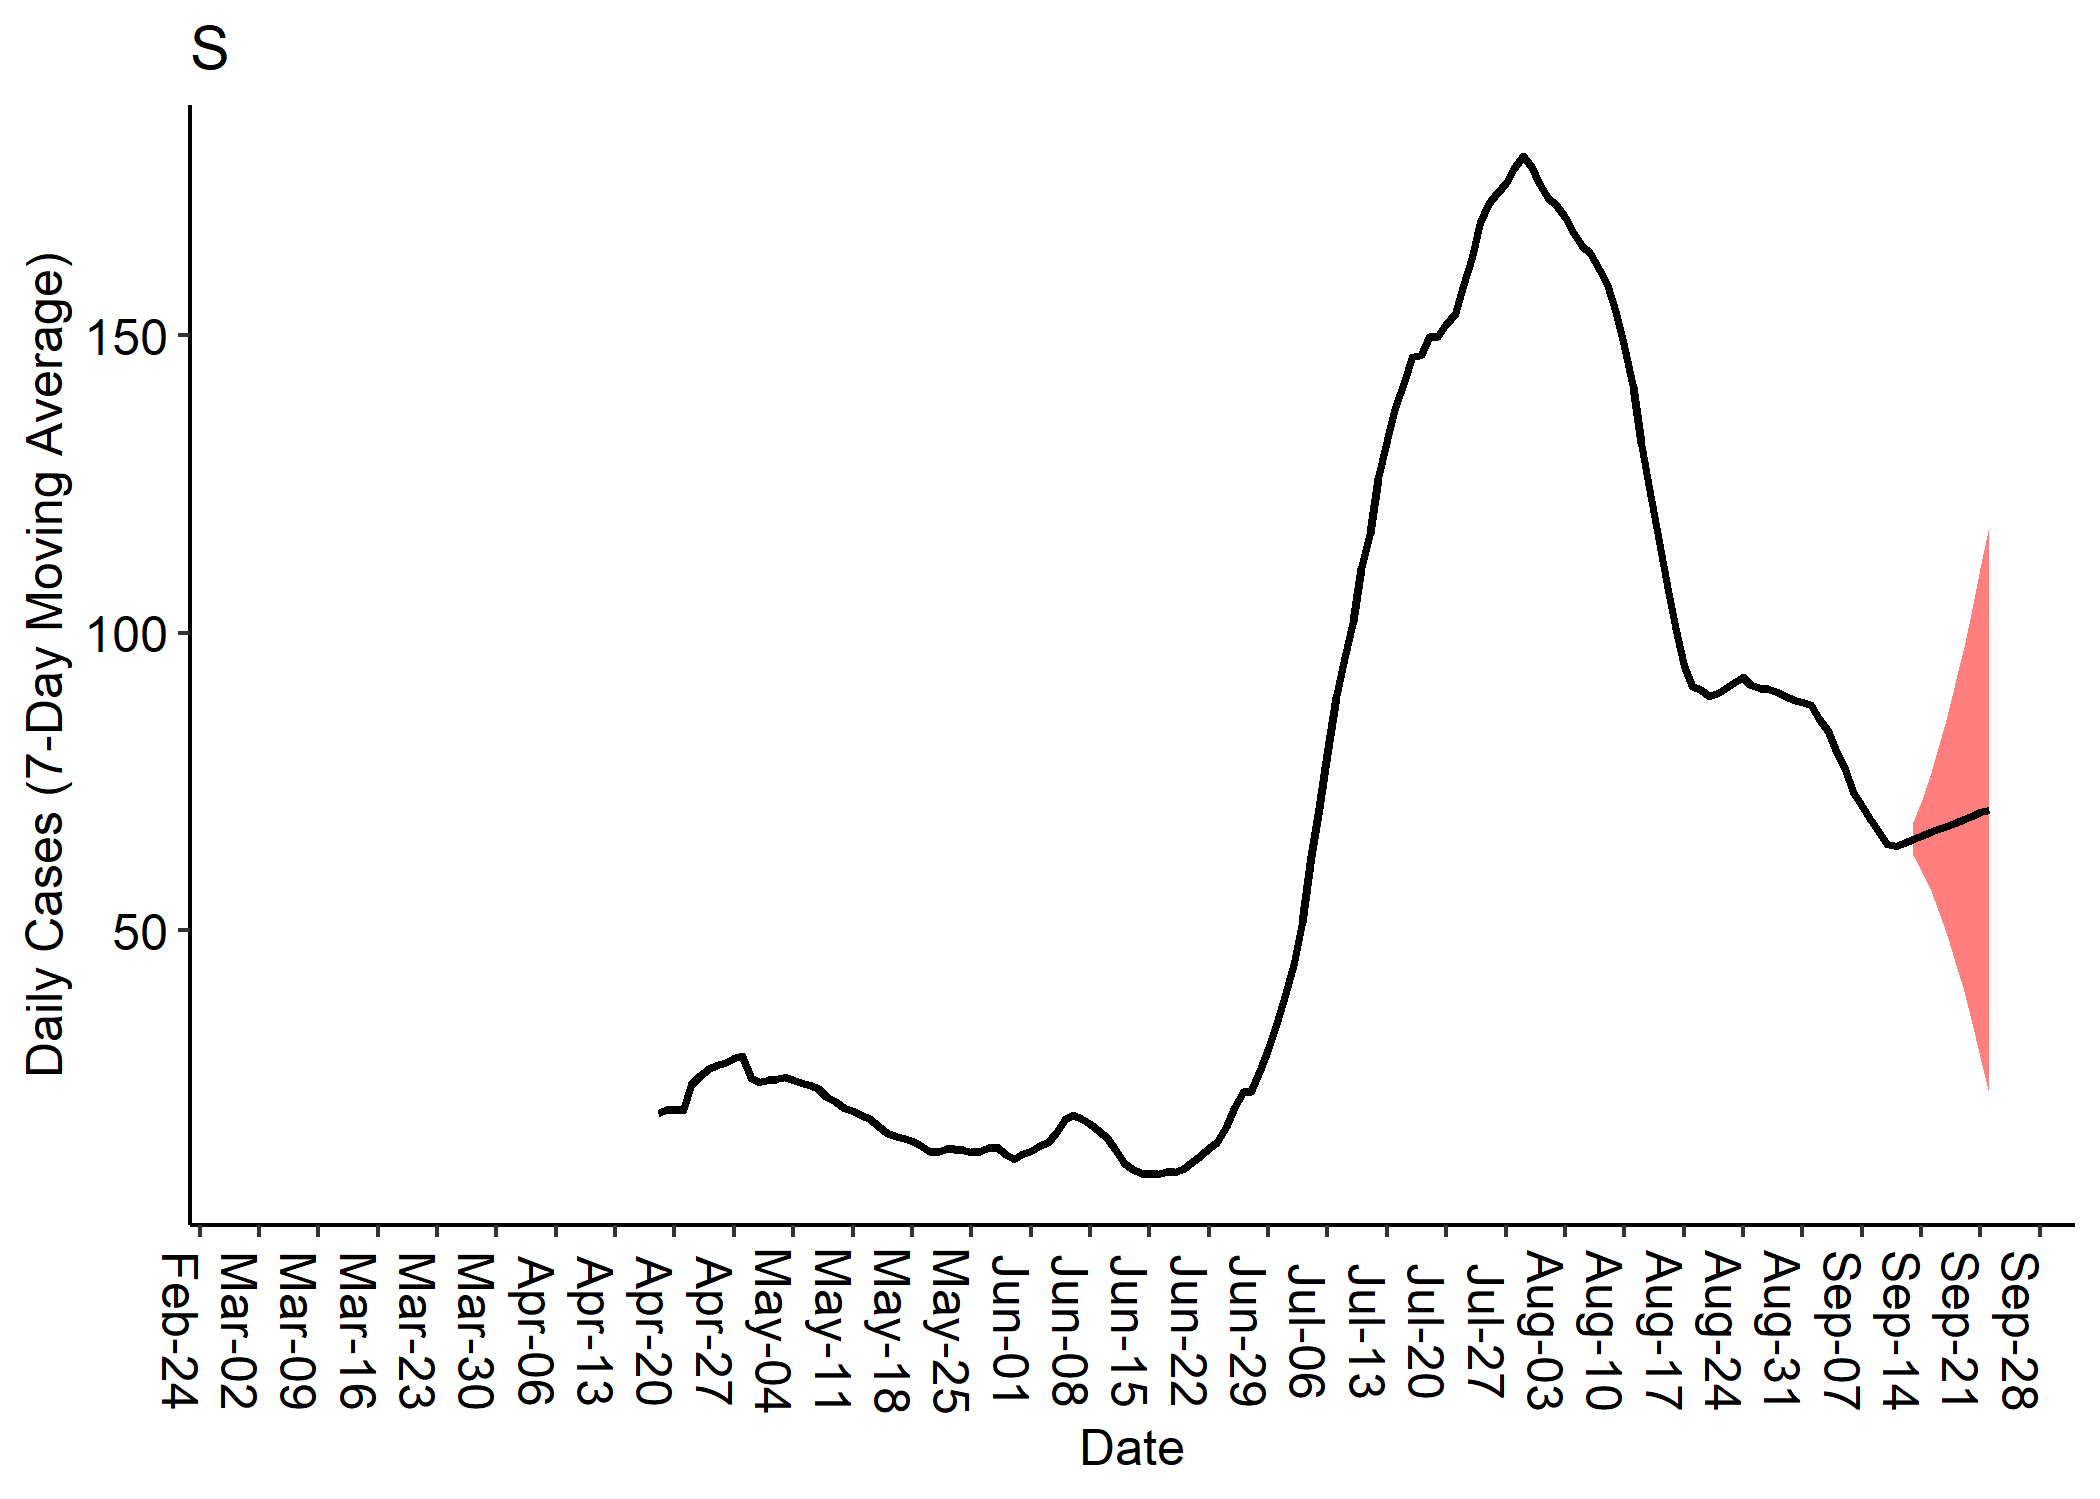 S
Daily Cases (7-Day Moving Average)
150
100
50
Feb-24
Mar-02
Mar-09
Mar-16
Mar-23
Mar-30
Apr-06
Apr-13
Apr-20
Apr-27
May-04
May-11
May-18
May-25
Jun-01
Jun-08
Jun-15
Jun-22
Jun-29
Jul-06
Jul-13
Jul-20
Jul-27
Aug-03
Aug-10
Aug-17
Aug-24
Aug-31
Sep-07
Sep-14
Sep-21
Sep-28
Date